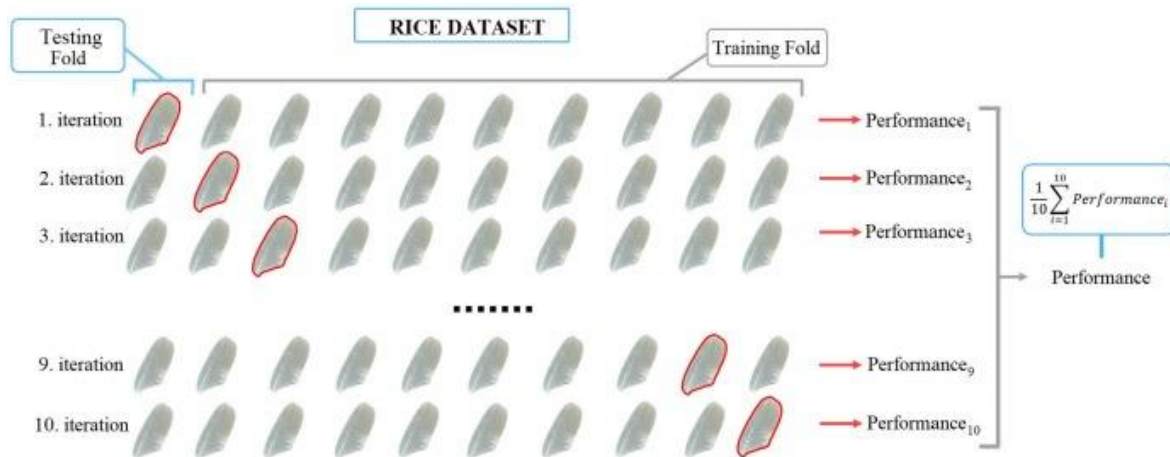 RICE DATASET
Testing
Fold
Training Fold
1. iteration
Performance₁
2. iteration
Performance₂
3. iteration
Performance₃
.......
9. iteration
Performance₉
10. iteration
Performance₁₀
1/10 ∑ᵢ₌₁¹⁰ Performanceᵢ
Performance